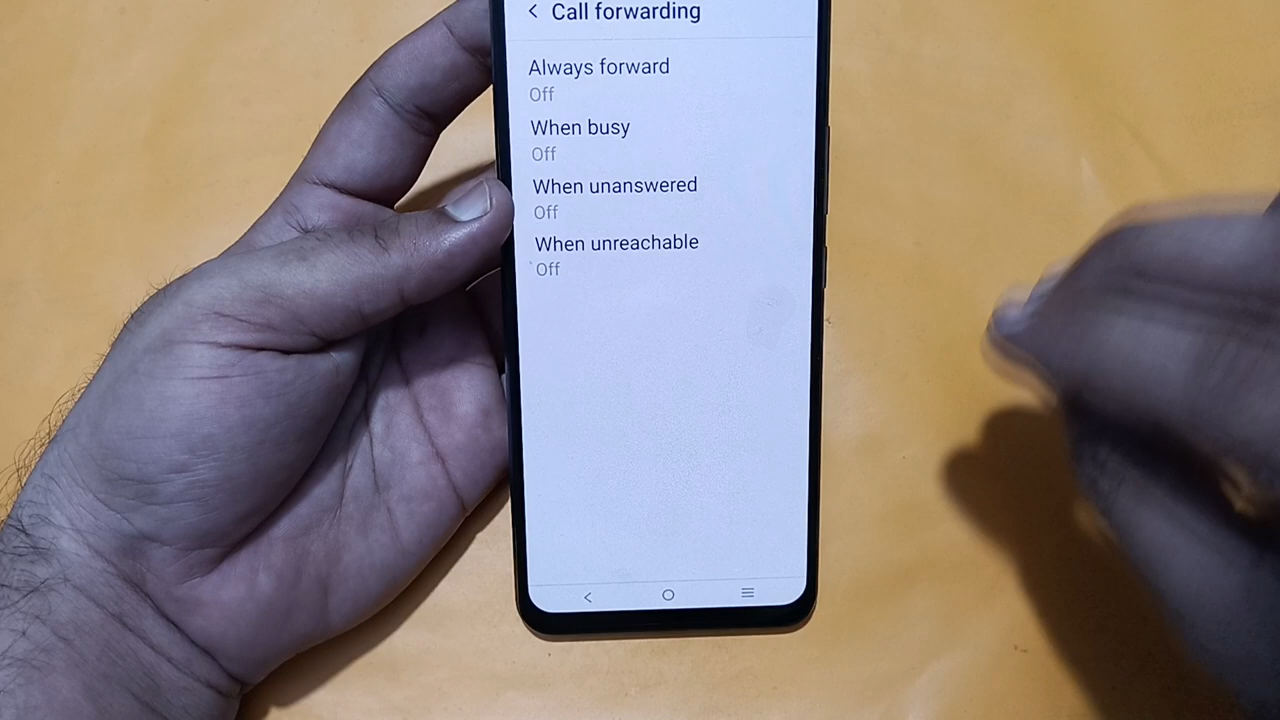 Call forwarding
Always forward
Off
When busy
Off
When unanswered
Off
When unreachable
Off